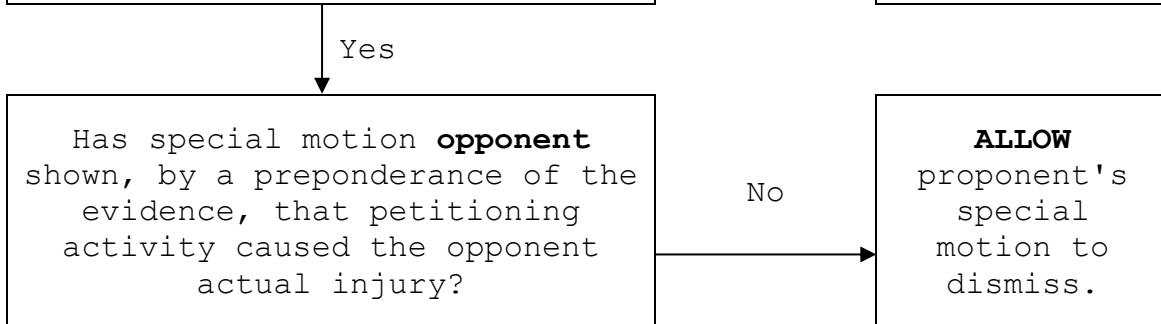 Yes
Has special motion opponent
shown, by a preponderance of the
evidence, that petitioning
activity caused the opponent
actual injury?
No
ALLOW
proponent's
special
motion to
dismiss.